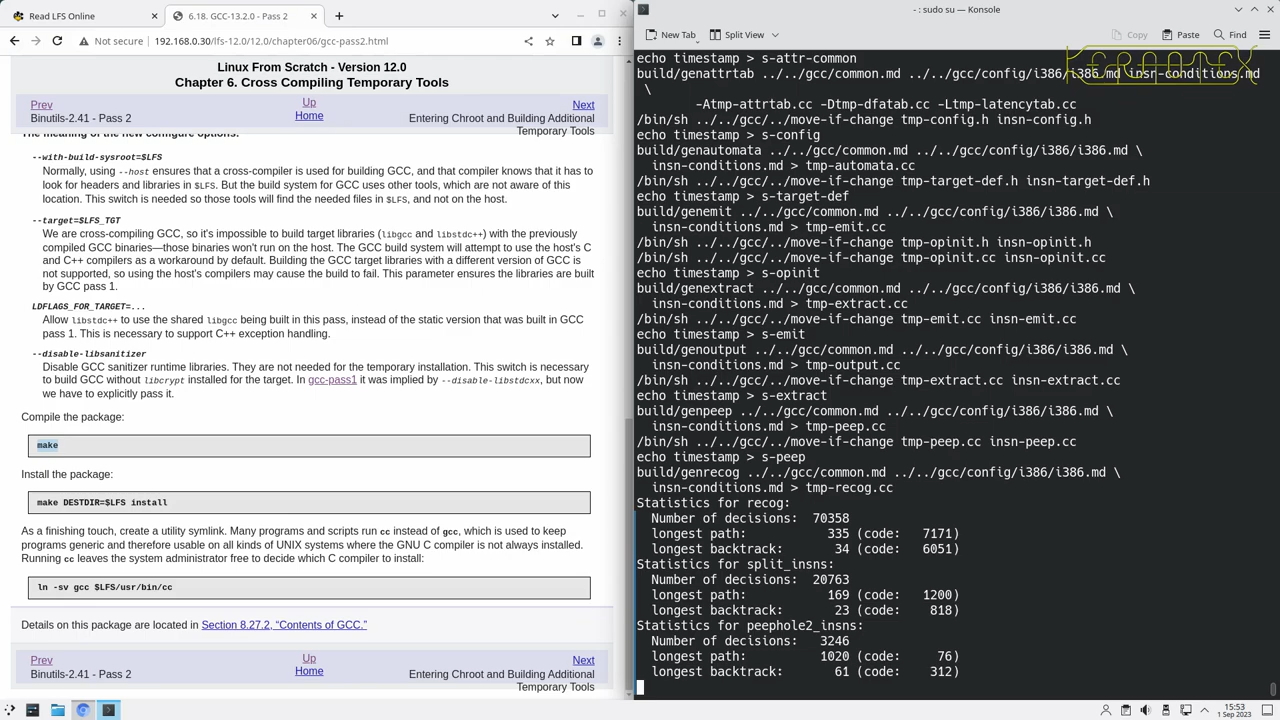 Read LFS Online
6.18. GCC-13.2.0 - Pass 2
Not secure
192.168.0.30/lfs-12.0/12.0/chapter06/gcc-pass2.html
Linux From Scratch - Version 12.0
Chapter 6. Cross Compiling Temporary Tools
Prev
Up
Next
Binutils-2.41 - Pass 2
Home
Entering Chroot and Building Additional
Temporary Tools
The meaning of the new configure options:
--with-build-sysroot=$LFS
Normally, using --host ensures that a cross-compiler is used for building GCC, and that compiler knows that it has to
look for headers and libraries in $LFS. But the build system for GCC uses other tools, which are not aware of this
location. This switch is needed so those tools will find the needed files in $LFS, and not on the host.
--target=$LFS_TGT
We are cross-compiling GCC, so it's impossible to build target libraries (libgcc and libstdc++) with the previously
compiled GCC binaries—those binaries won't run on the host. The GCC build system will attempt to use the host's C
and C++ compilers as a workaround by default. Building the GCC target libraries with a different version of GCC is
not supported, so using the host's compilers may cause the build to fail. This parameter ensures the libraries are built
by GCC pass 1.
LDFLAGS_FOR_TARGET=...
Allow libstdc++ to use the shared libgcc being built in this pass, instead of the static version that was built in GCC
pass 1. This is necessary to support C++ exception handling.
--disable-libsanitizer
Disable GCC sanitizer runtime libraries. They are not needed for the temporary installation. This switch is necessary
to build GCC without libcrypt installed for the target. In gcc-pass1 it was implied by --disable-libstdcxx, but now
we have to explicitly pass it.
Compile the package:
make
Install the package:
make DESTDIR=$LFS install
As a finishing touch, create a utility symlink. Many programs and scripts run cc instead of gcc, which is used to keep
programs generic and therefore usable on all kinds of UNIX systems where the GNU C compiler is not always installed.
Running cc leaves the system administrator free to decide which C compiler to install:
ln -sv gcc $LFS/usr/bin/cc
Details on this package are located in Section 8.27.2, “Contents of GCC.”
Prev
Up
Next
Binutils-2.41 - Pass 2
Home
Entering Chroot and Building Additional
Temporary Tools
- : sudo su — Konsole
New Tab
Split View
Copy
Paste
Find
KERAATEX
echo timestamp > s-attr-common
build/genattrtab ../../gcc/common.md ../../gcc/config/i386/i386.md insn-conditions.md
\
-Atmp-attrtab.cc -Dtmp-dfatab.cc -Ltmp-latencytab.cc
/bin/sh ../../gcc/../move-if-change tmp-config.h insn-config.h
echo timestamp > s-config
build/genautomata ../../gcc/common.md ../../gcc/config/i386/i386.md \
insn-conditions.md > tmp-automata.cc
/bin/sh ../../gcc/../move-if-change tmp-target-def.h insn-target-def.h
echo timestamp > s-target-def
build/genemit ../../gcc/common.md ../../gcc/config/i386/i386.md \
insn-conditions.md > tmp-emit.cc
/bin/sh ../../gcc/../move-if-change tmp-opinit.h insn-opinit.h
/bin/sh ../../gcc/../move-if-change tmp-opinit.cc insn-opinit.cc
echo timestamp > s-opinit
build/genextract ../../gcc/common.md ../../gcc/config/i386/i386.md \
insn-conditions.md > tmp-extract.cc
/bin/sh ../../gcc/../move-if-change tmp-emit.cc insn-emit.cc
echo timestamp > s-emit
build/genoutput ../../gcc/common.md ../../gcc/config/i386/i386.md \
insn-conditions.md > tmp-output.cc
/bin/sh ../../gcc/../move-if-change tmp-extract.cc insn-extract.cc
echo timestamp > s-extract
build/genpeep ../../gcc/common.md ../../gcc/config/i386/i386.md \
insn-conditions.md > tmp-peep.cc
/bin/sh ../../gcc/../move-if-change tmp-peep.cc insn-peep.cc
echo timestamp > s-peep
build/genrecog ../../gcc/common.md ../../gcc/config/i386/i386.md \
insn-conditions.md > tmp-recog.cc
Statistics for recog:
Number of decisions: 70358
longest path: 335 (code: 7171)
longest backtrack: 34 (code: 6051)
Statistics for split_insns:
Number of decisions: 20763
longest path: 169 (code: 1200)
longest backtrack: 23 (code: 818)
Statistics for peephole2_insns:
Number of decisions: 3246
longest path: 1020 (code: 76)
longest backtrack: 61 (code: 312)
15:53
1 Sep 2023